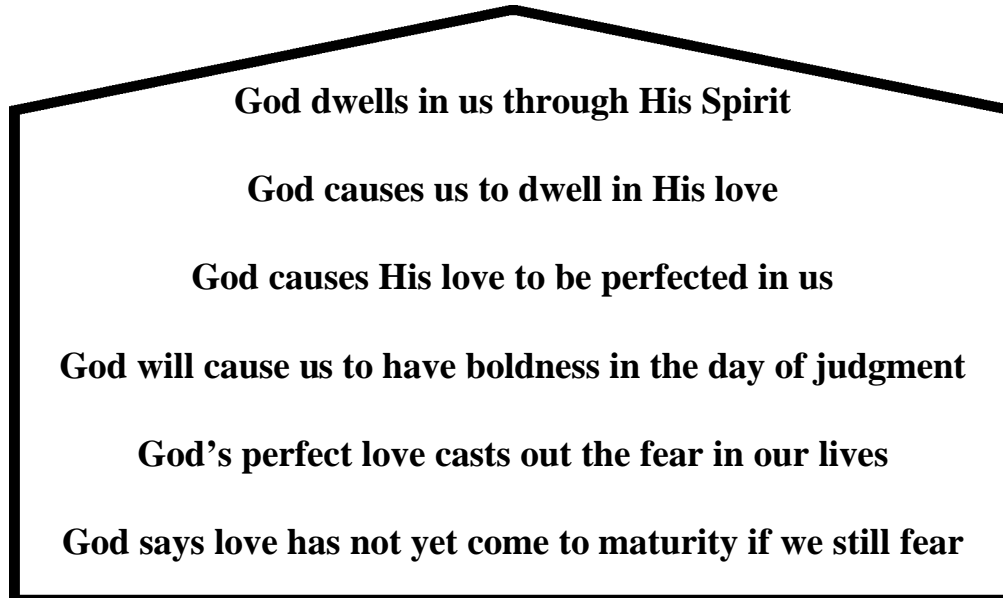 God dwells in us through His Spirit
God causes us to dwell in His love
God causes His love to be perfected in us
God will cause us to have boldness in the day of judgment
God’s perfect love casts out the fear in our lives
God says love has not yet come to maturity if we still fear